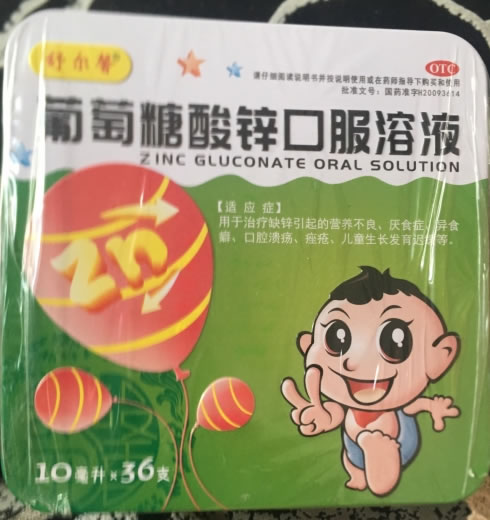 舒尔馨®
OTC
请仔细阅读说明书并按说明使用或在药师指导下购买和使用
批准文号：国药准字H20093614
葡萄糖酸锌口服溶液
ZINC GLUCONATE ORAL SOLUTION
【适应症】
用于治疗缺锌引起的营养不良、厌食症、异食
癖、口腔溃疡、痤疮、儿童生长发育迟缓等。
Zn
10毫升×36支